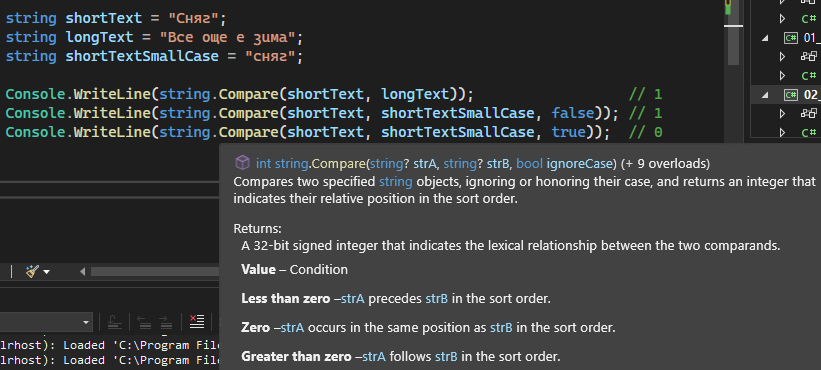 string shortText = "Сняг";
string longText = "Все още е зима";
string shortTextSmallCase = "сняг";
Console.WriteLine(string.Compare(shortText, longText)); // 1
Console.WriteLine(string.Compare(shortText, shortTextSmallCase, false)); // 1
Console.WriteLine(string.Compare(shortText, shortTextSmallCase, true)); // 0
C# 01_
C#
C# 02_
C#
int string.Compare(string? strA, string? strB, bool ignoreCase) (+ 9 overloads)
Compares two specified string objects, ignoring or honoring their case, and returns an integer that
indicates their relative position in the sort order.
Returns:
A 32-bit signed integer that indicates the lexical relationship between the two comparands.
Value – Condition
Less than zero –strA precedes strB in the sort order.
Zero –strA occurs in the same position as strB in the sort order.
Greater than zero –strA follows strB in the sort order.
lrhost): Loaded 'C:\Program File
lrhost): Loaded 'C:\Program File